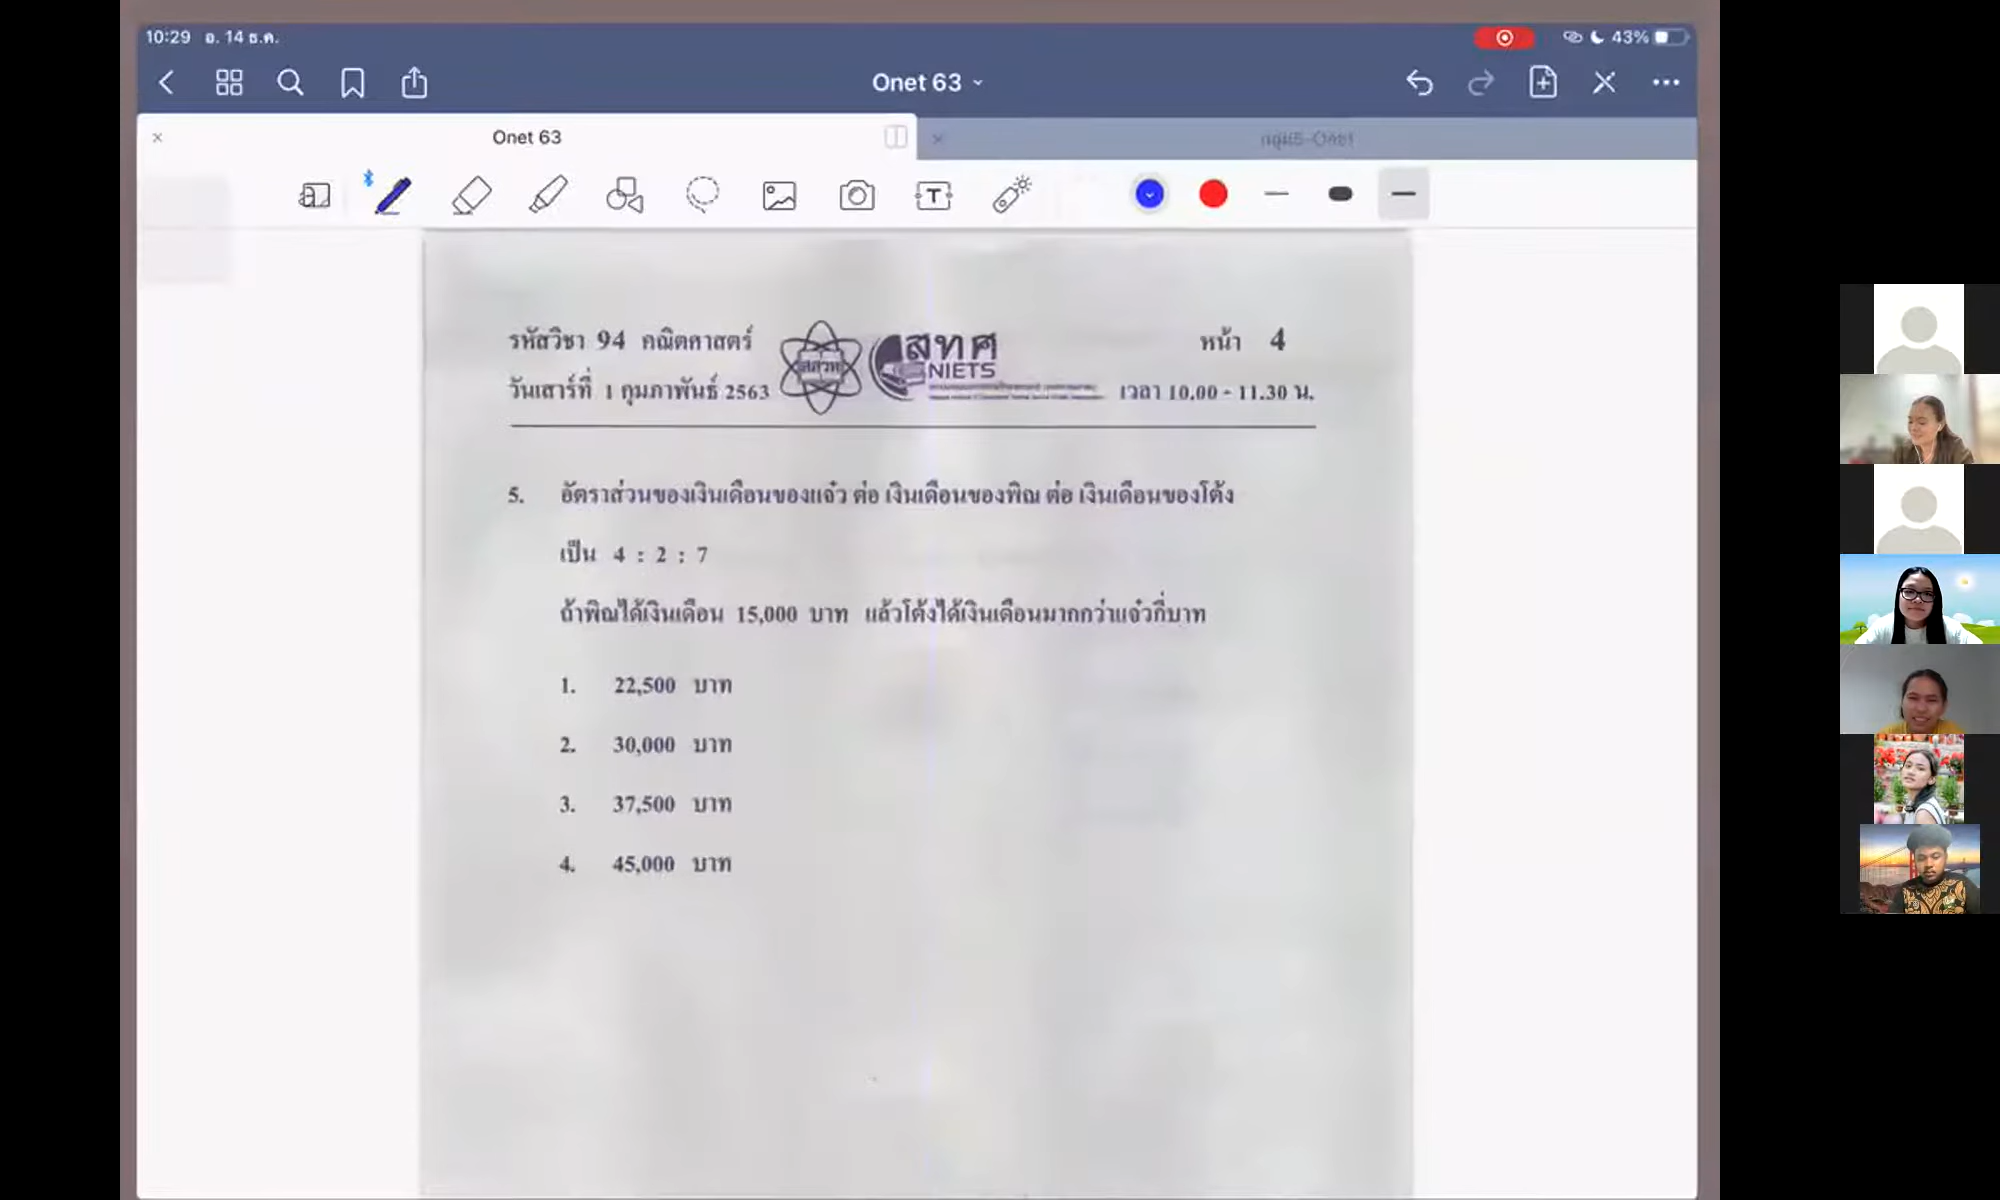 10:29 อ. 14 ธ.ค.
43%
Onet 63
Onet 63
T
รหัสวิชา 94 คณิตศาสตร์
สสวท
สทศ
NIETS
หน้า 4
วันเสาร์ที่ 1 กุมภาพันธ์ 2563
เวลา 10.00 - 11.30 น.
5. อัตราส่วนของเงินเดือนของแจ๋ว ต่อ เงินเดือนของพิณ ต่อ เงินเดือนของโต้ง
เป็น 4 : 2 : 7
ถ้าพิณได้เงินเดือน 15,000 บาท แล้วโต้งได้เงินเดือนมากกว่าแจ๋วกี่บาท
1. 22,500 บาท
2. 30,000 บาท
3. 37,500 บาท
4. 45,000 บาท